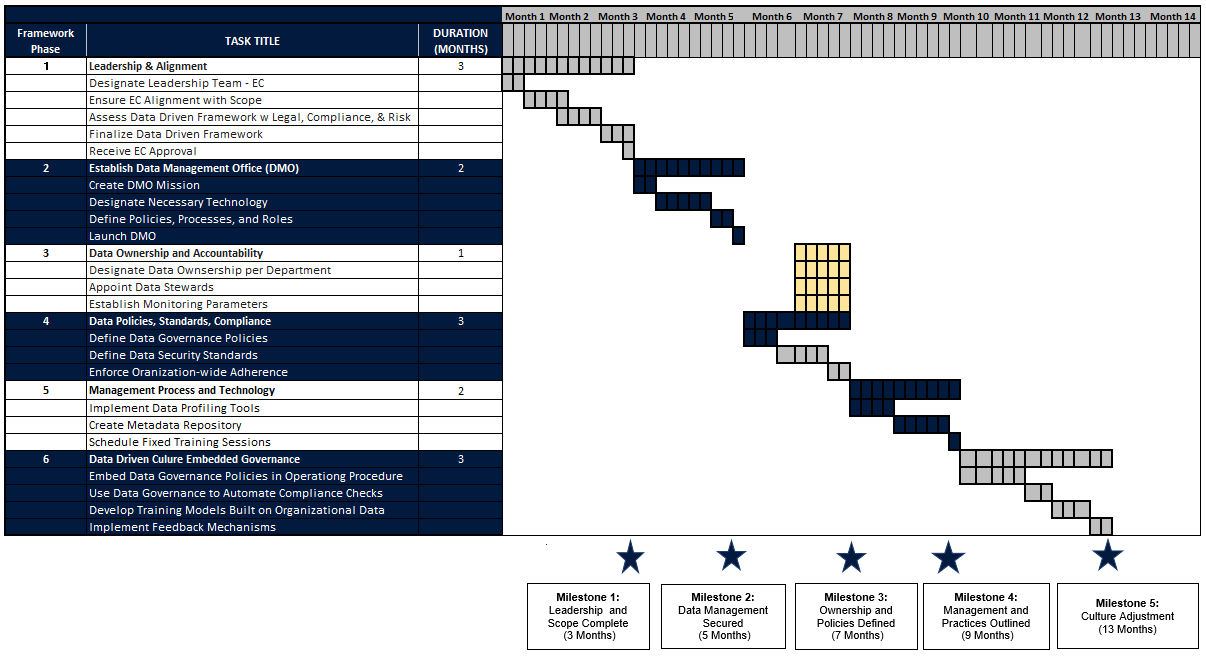 Month 1 Month 2 Month 3 Month 4 Month 5 Month 6 Month 7 Month 8 Month 9 Month 10 Month 11 Month 12 Month 13 Month 14
Framework Phase TASK TITLE DURATION (MONTHS)
1 Leadership & Alignment 3
Designate Leadership Team - EC
Ensure EC Alignment with Scope
Assess Data Driven Framework w Legal, Compliance, & Risk
Finalize Data Driven Framework
Receive EC Approval
2 Establish Data Management Office (DMO) 2
Create DMO Mission
Designate Necessary Technology
Define Policies, Processes, and Roles
Launch DMO
3 Data Ownership and Accountability 1
Designate Data Ownsership per Department
Appoint Data Stewards
Establish Monitoring Parameters
4 Data Policies, Standards, Compliance 3
Define Data Governance Policies
Define Data Security Standards
Enforce Oranization-wide Adherence
5 Management Process and Technology 2
Implement Data Profiling Tools
Create Metadata Repository
Schedule Fixed Training Sessions
6 Data Driven Culure Embedded Governance 3
Embed Data Governance Policies in Operationg Procedure
Use Data Governance to Automate Compliance Checks
Develop Training Models Built on Organizational Data
Implement Feedback Mechanisms
Milestone 1:
Leadership and
Scope Complete
(3 Months)
Milestone 2:
Data Management
Secured
(5 Months)
Milestone 3:
Ownership and
Policies Defined
(7 Months)
Milestone 4:
Management and
Practices Outlined
(9 Months)
Milestone 5:
Culture Adjustment
(13 Months)